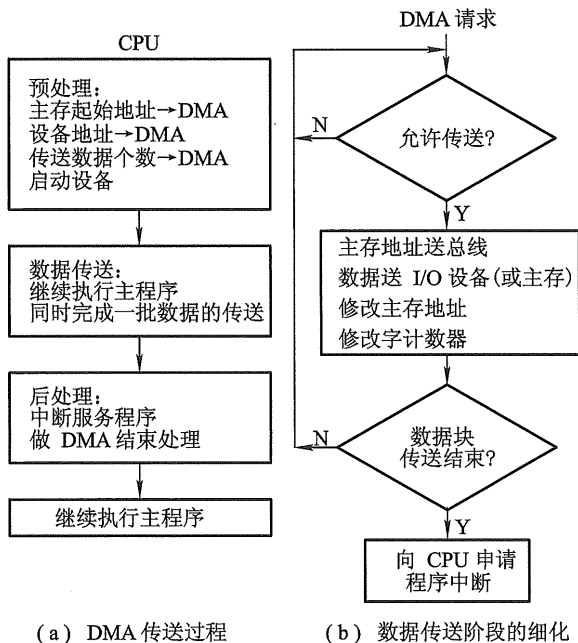 CPU
预处理：
主存起始地址→DMA
设备地址→DMA
传送数据个数→DMA
启动设备
数据传送：
继续执行主程序
同时完成一批数据的传送
后处理：
中断服务程序
做 DMA 结束处理
继续执行主程序
(a) DMA 传送过程
DMA 请求
允许传送?
N
Y
主存地址送总线
数据送 I/O 设备(或主存)
修改主存地址
修改字计数器
数据块
传送结束?
N
Y
向 CPU 申请
程序中断
(b) 数据传送阶段的细化